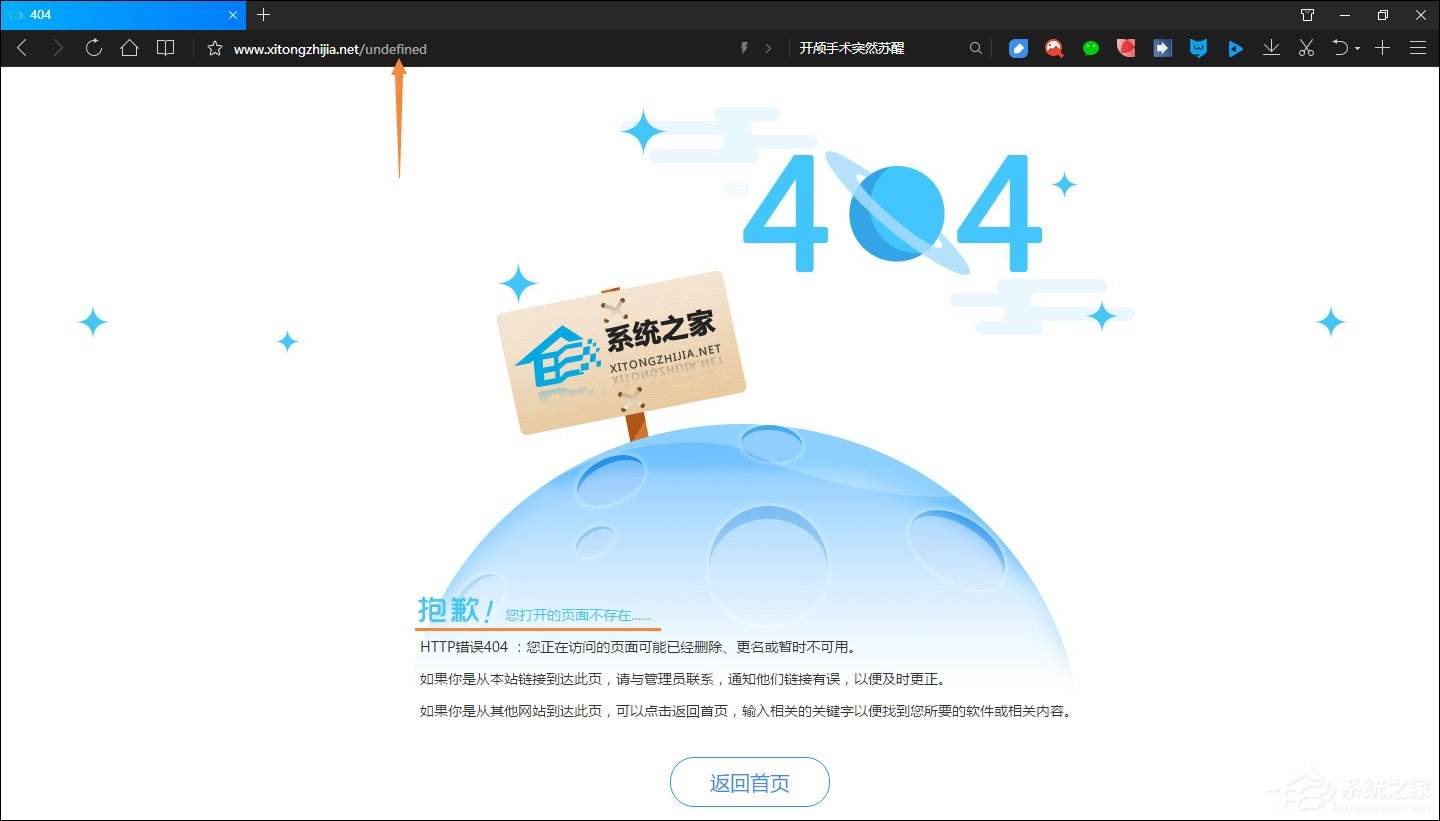 404
www.xitongzhijia.net/undefined
开颅手术突然苏醒
404
系统之家
XITONGZHIJIA.NET
抱歉! 您打开的页面不存在......
HTTP错误404 ：您正在访问的页面可能已经删除、更名或暂时不可用。
如果你是从本站链接到达此页，请与管理员联系，通知他们链接有误，以便及时更正。
如果你是从其他网站到达此页，可以点击返回首页，输入相关的关键字以便找到您所要的软件或相关内容。
返回首页
系统之家